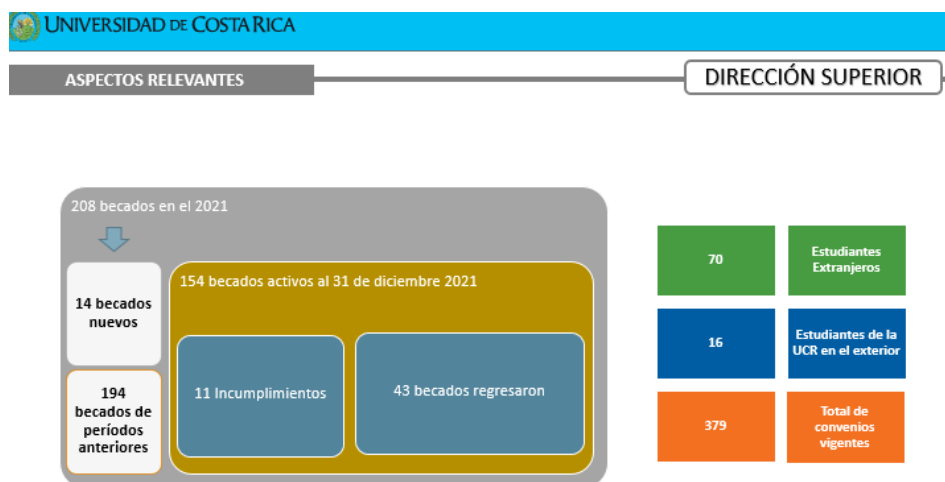 UNIVERSIDAD DE COSTA RICA
ASPECTOS RELEVANTES
DIRECCIÓN SUPERIOR
208 becados en el 2021
14 becados
nuevos
194
becados de
períodos
anteriores
154 becados activos al 31 de diciembre 2021
11 Incumplimientos
43 becados regresaron
70
Estudiantes
Extranjeros
16
Estudiantes de la
UCR en el exterior
379
Total de
convenios
vigentes